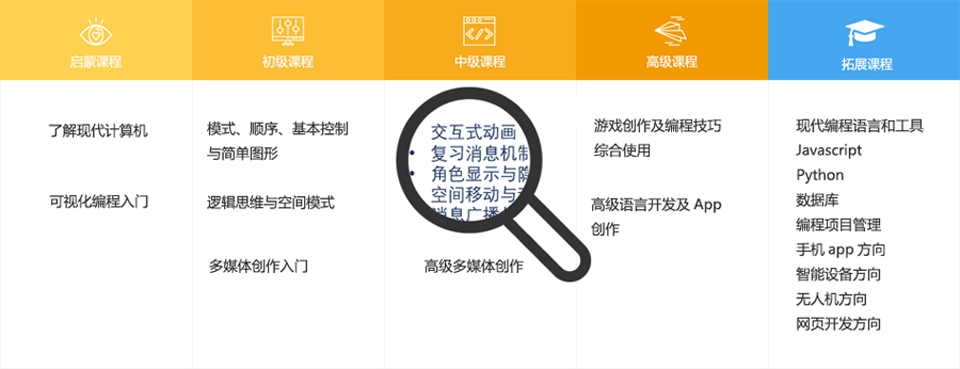 启蒙课程
了解现代计算机
可视化编程入门
初级课程
模式、顺序、基本控制
与简单图形
逻辑思维与空间模式
多媒体创作入门
中级课程
交互式动画
• 复习消息机制
• 角色显示与
空间移动与
消息广播
高级多媒体创作
高级课程
游戏创作及编程技巧
综合使用
高级语言开发及 App
创作
拓展课程
现代编程语言和工具
Javascript
Python
数据库
编程项目管理
手机 app 方向
智能设备方向
无人机方向
网页开发方向